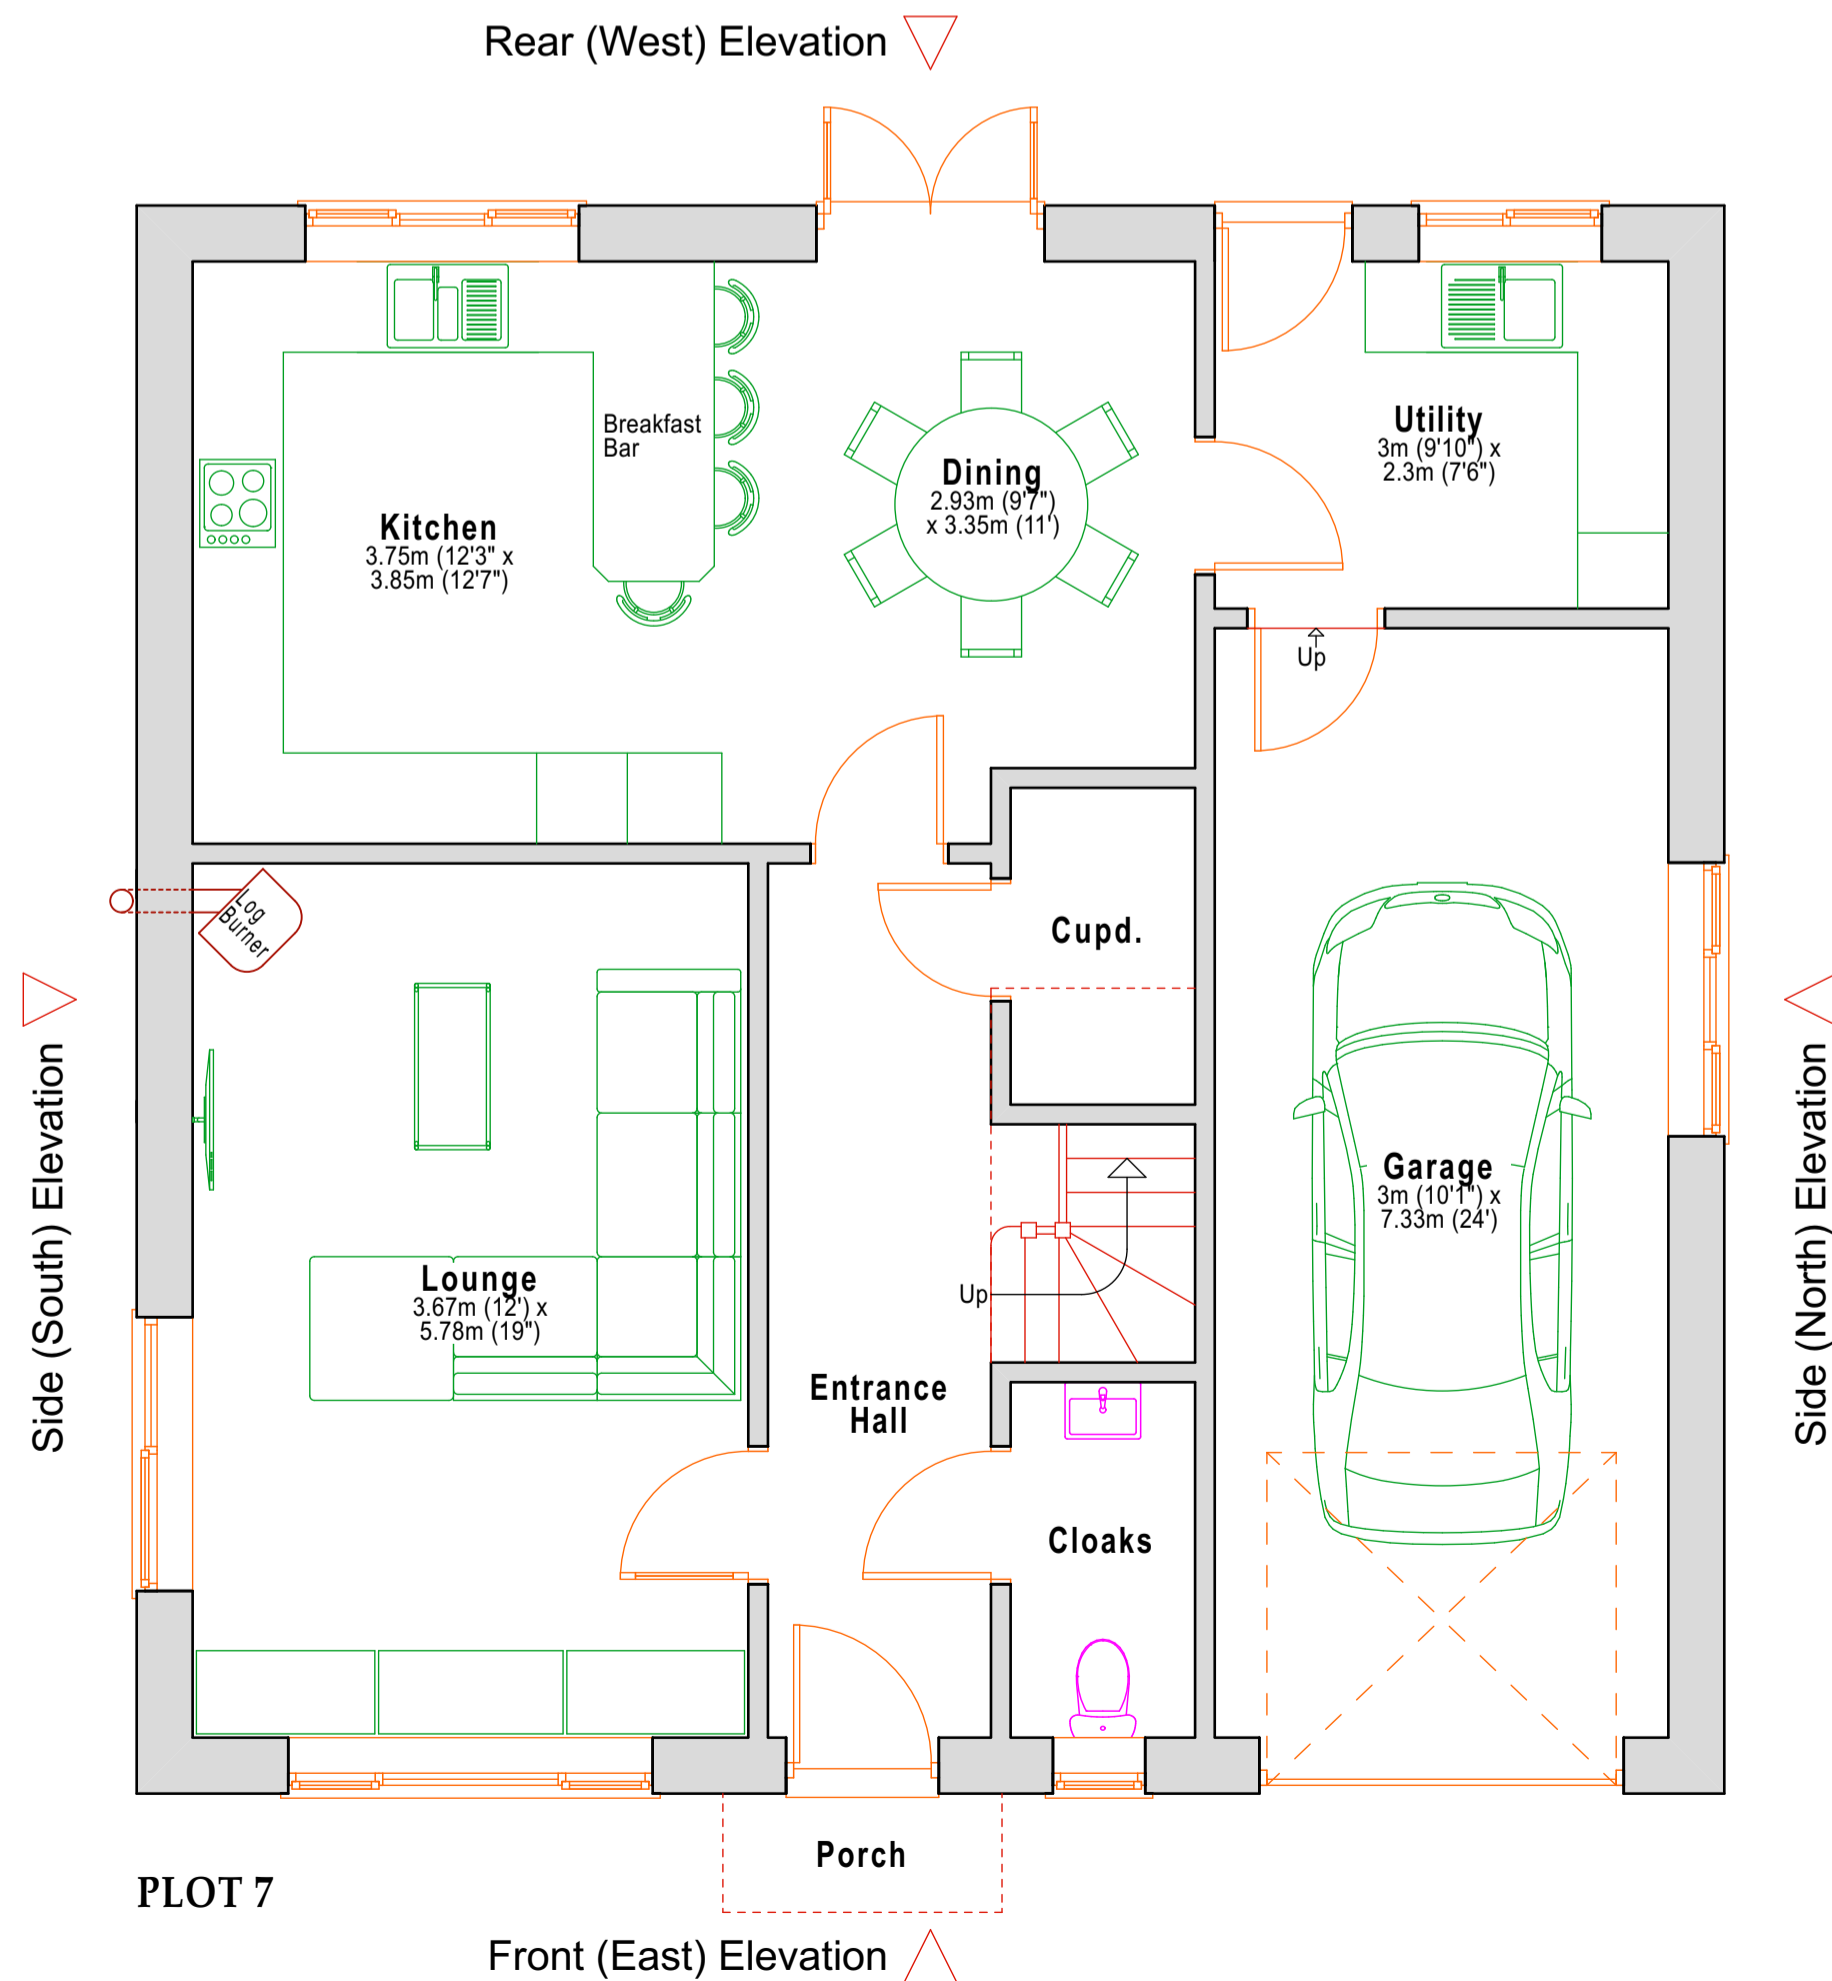 Rear (West) Elevation
Breakfast
Bar
Utility
3m (9'10") x
2.3m (7'6")
Dining
2.93m (9'7")
x 3.35m (11')
Kitchen
3.75m (12'3" x
3.85m (12'7")
Up
Log
Burner
Cupd.
Side (South) Elevation
Side (North) Elevation
Garage
3m (10'1") x
7.33m (24')
Lounge
3.67m (12') x
5.78m (19")
Up
Entrance
Hall
Cloaks
Porch
PLOT 7
Front (East) Elevation